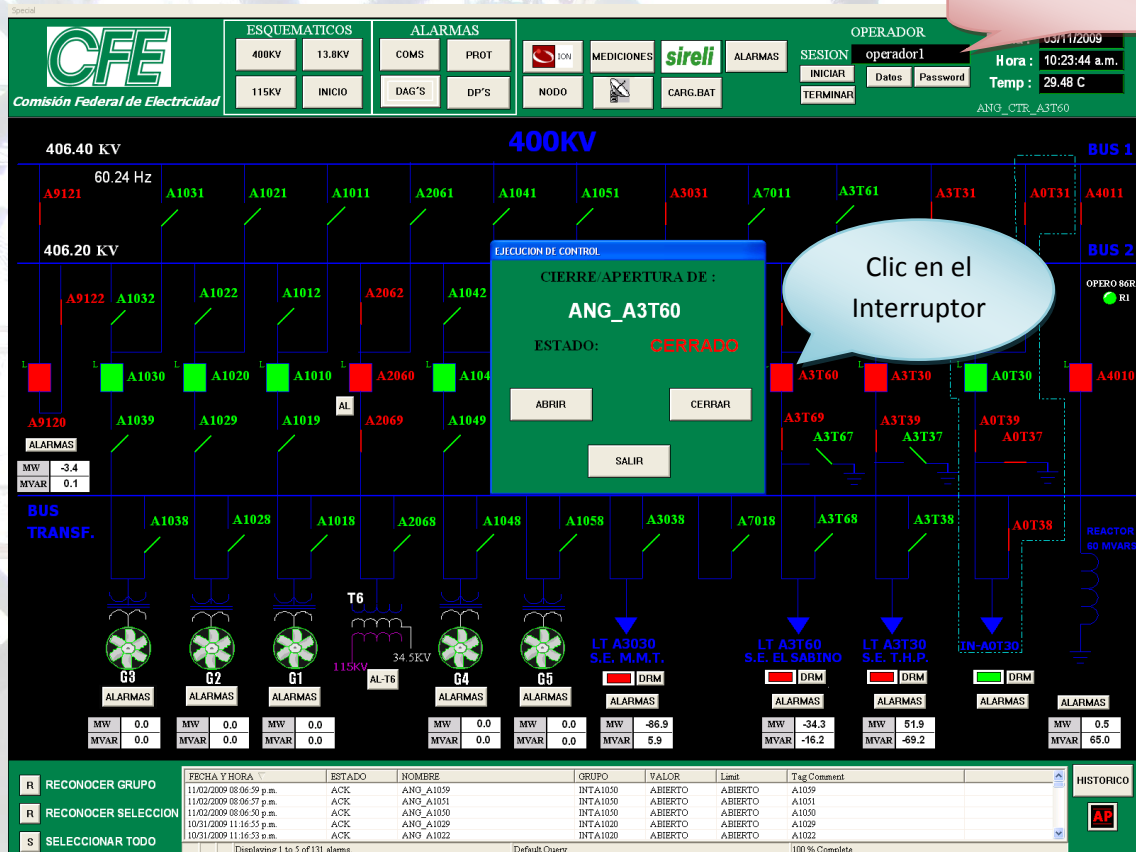 Special
CFE
Comisión Federal de Electricidad
ESQUEMATICOS
400KV 13.8KV
115KV INICIO
ALARMAS
COMS PROT
DAG'S DP'S
ION MEDICIONES sireli ALARMAS
NODO CARG.BAT
OPERADOR
SESION operador1
INICIAR Datos Password
TERMINAR
03/11/2009
Hora : 10:23:44 a.m.
Temp : 29.48 C
ANG_CTR_A3T60
406.40 KV 400KV BUS 1
60.24 Hz
A9121 A1031 A1021 A1011 A2061 A1041 A1051 A3031 A7011 A3T61 A3T31 A0T31 A4011
406.20 KV BUS 2
A9122 A1032 A1022 A1012 A2062 A1042
EJECUCION DE CONTROL
CIERRE/APERTURA DE :
ANG_A3T60
ESTADO: CERRADO
ABRIR CERRAR
SALIR
Clic en el
Interruptor
OPERO 86R
R1
L L L L L L L L
A1030 A1020 A1010 A2060 A104 A3T60 A3T30 A0T30 A4010
AL
A9120 A1039 A1029 A1019 A2069 A1049 A3T69 A3T39 A0T39
A3T67 A3T37 A0T37
ALARMAS
MW -3.4
MVAR 0.1
BUS
TRANSF.
A1038 A1028 A1018 A2068 A1048 A1058 A3038 A7018 A3T68 A3T38 A0T38
REACTOR
60 MVARS
T6
115KV 34.5KV
AL-T6
LT A3030
S.E. M.M.T.
LT A3T60
S.E. EL SABINO
LT A3T30
S.E. T.H.P.
IN-A0T30
G3 G2 G1 G4 G5 DRM DRM DRM DRM
ALARMAS ALARMAS ALARMAS ALARMAS ALARMAS ALARMAS ALARMAS ALARMAS ALARMAS ALARMAS
MW 0.0 MW 0.0 MW 0.0 MW 0.0 MW 0.0 MW -86.9 MW -34.3 MW 51.9 MW 0.5
MVAR 0.0 MVAR 0.0 MVAR 0.0 MVAR 0.0 MVAR 0.0 MVAR 5.9 MVAR -16.2 MVAR -69.2 MVAR 65.0
R RECONOCER GRUPO
R RECONOCER SELECCION
S SELECCIONAR TODO
FECHA Y HORA ESTADO NOMBRE GRUPO VALOR Limit Tag Comment
11/02/2009 08:06:59 p.m. ACK ANG_A1059 INTA1050 ABIERTO ABIERTO A1059
11/02/2009 08:06:57 p.m. ACK ANG_A1051 INTA1050 ABIERTO ABIERTO A1051
11/02/2009 08:06:50 p.m. ACK ANG_A1050 INTA1050 ABIERTO ABIERTO A1050
10/31/2009 11:16:55 p.m. ACK ANG_A1029 INTA1020 ABIERTO ABIERTO A1029
10/31/2009 11:16:53 p.m. ACK ANG_A1022 INTA1020 ABIERTO ABIERTO A1022
Displaying 1 to 5 of 131 alarms. Default Query 100 % Complete
HISTORICO
AP